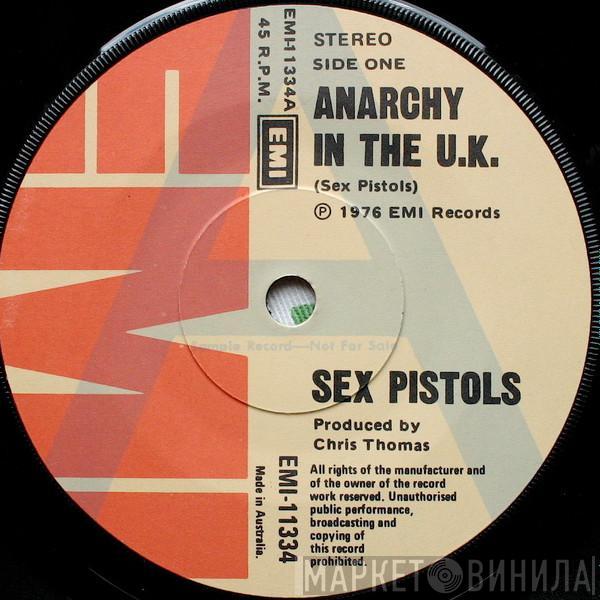 STEREO
SIDE ONE
ANARCHY
IN THE U.K.
(Sex Pistols)
℗ 1976 EMI Records
EMI-11334A
45 R.P.M.
EMI
EMI
A
Sample Record—Not For Sale
SEX PISTOLS
Produced by
Chris Thomas
EMI-11334
Made in Australia.
All rights of the manufacturer and
of the owner of the record
work reserved. Unauthorised
public performance,
broadcasting and
copying of
this record
prohibited.
МАРКЕТ ВИНИЛА